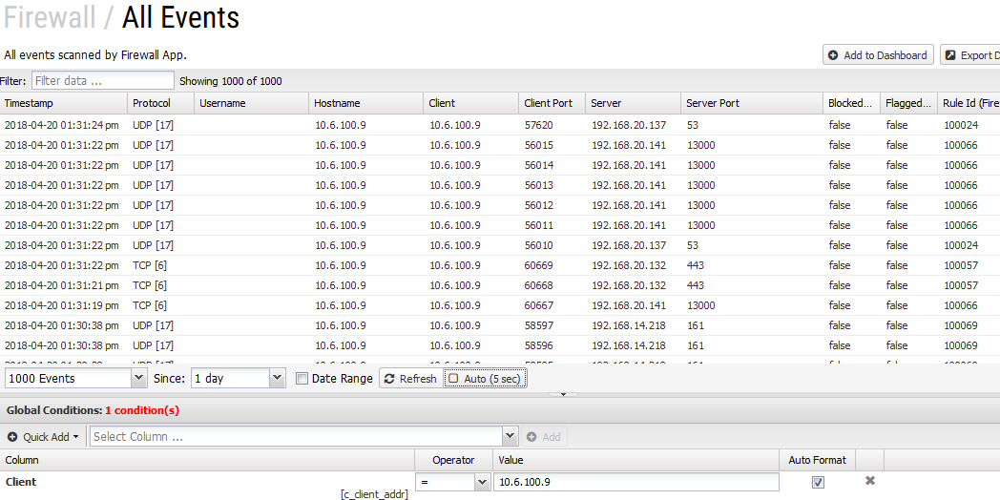 Firewall / All Events
All events scanned by Firewall App.
Add to Dashboard
Export D
Filter: Filter data ... Showing 1000 of 1000
Timestamp Protocol Username Hostname Client Client Port Server Server Port Blocked... Flagged... Rule Id (Fire
2018-04-20 01:31:24 pm UDP [17] 10.6.100.9 10.6.100.9 57620 192.168.20.137 53 false false 100024
2018-04-20 01:31:22 pm UDP [17] 10.6.100.9 10.6.100.9 56015 192.168.20.141 13000 false false 100066
2018-04-20 01:31:22 pm UDP [17] 10.6.100.9 10.6.100.9 56014 192.168.20.141 13000 false false 100066
2018-04-20 01:31:22 pm UDP [17] 10.6.100.9 10.6.100.9 56013 192.168.20.141 13000 false false 100066
2018-04-20 01:31:22 pm UDP [17] 10.6.100.9 10.6.100.9 56012 192.168.20.141 13000 false false 100066
2018-04-20 01:31:22 pm UDP [17] 10.6.100.9 10.6.100.9 56011 192.168.20.141 13000 false false 100066
2018-04-20 01:31:22 pm UDP [17] 10.6.100.9 10.6.100.9 56010 192.168.20.137 53 false false 100024
2018-04-20 01:31:22 pm TCP [6] 10.6.100.9 10.6.100.9 60669 192.168.20.132 443 false false 100057
2018-04-20 01:31:21 pm TCP [6] 10.6.100.9 10.6.100.9 60668 192.168.20.132 443 false false 100057
2018-04-20 01:31:19 pm TCP [6] 10.6.100.9 10.6.100.9 60667 192.168.20.141 13000 false false 100066
2018-04-20 01:30:38 pm UDP [17] 10.6.100.9 10.6.100.9 58597 192.168.14.218 161 false false 100069
2018-04-20 01:30:38 pm UDP [17] 10.6.100.9 10.6.100.9 58596 192.168.14.218 161 false false 100069
1000 Events Since: 1 day Date Range Refresh Auto (5 sec)
Global Conditions: 1 condition(s)
Quick Add Select Column ... Add
Column Operator Value Auto Format
Client = 10.6.100.9
[c_client_addr]